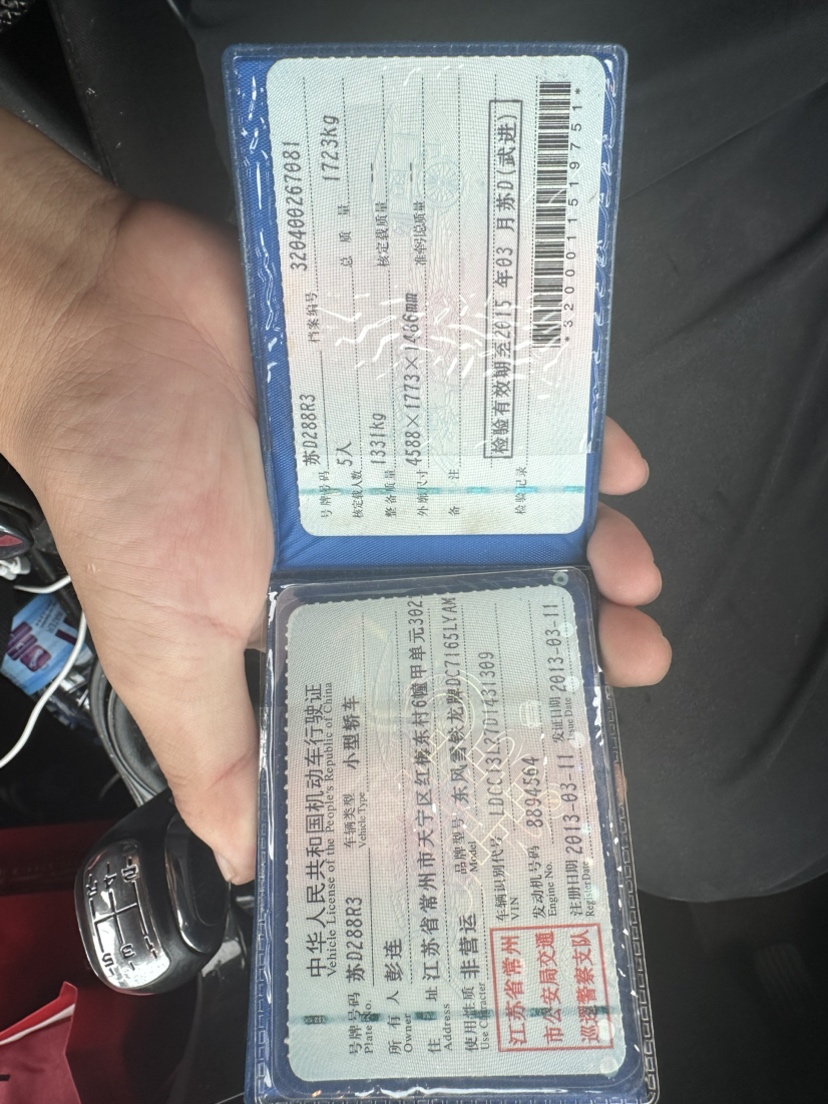 中华人民共和国机动车行驶证
Vehicle License of the People's Republic of China
号牌号码 苏D288R3 车辆类型 小型轿车
Plate No. Vehicle Type
所有人 彭连
Owner
住址 江苏省常州市天宁区红梅东村6幢甲单元302
Address
使用性质 非营运 品牌型号 东风雪铁龙牌DC7165LYAM
Use Character Model
车辆识别代号
VIN
发动机号码 8894564
Engine No.
注册日期 2013-03-11 发证日期 2013-03-11
Register Date Issue Date
江苏省常州
市公安局交通
巡逻警察支队
号牌号码 苏D288R3 档案编号 320400267081
核定载人数 5人 总质量 1723kg
整备质量 1331kg 核定载质量 --
外廓尺寸 4588×1773×1486mm 准牵引总质量 --
备注
检验记录 检验有效期至2015年03月苏D(武进)
*3200011519751*